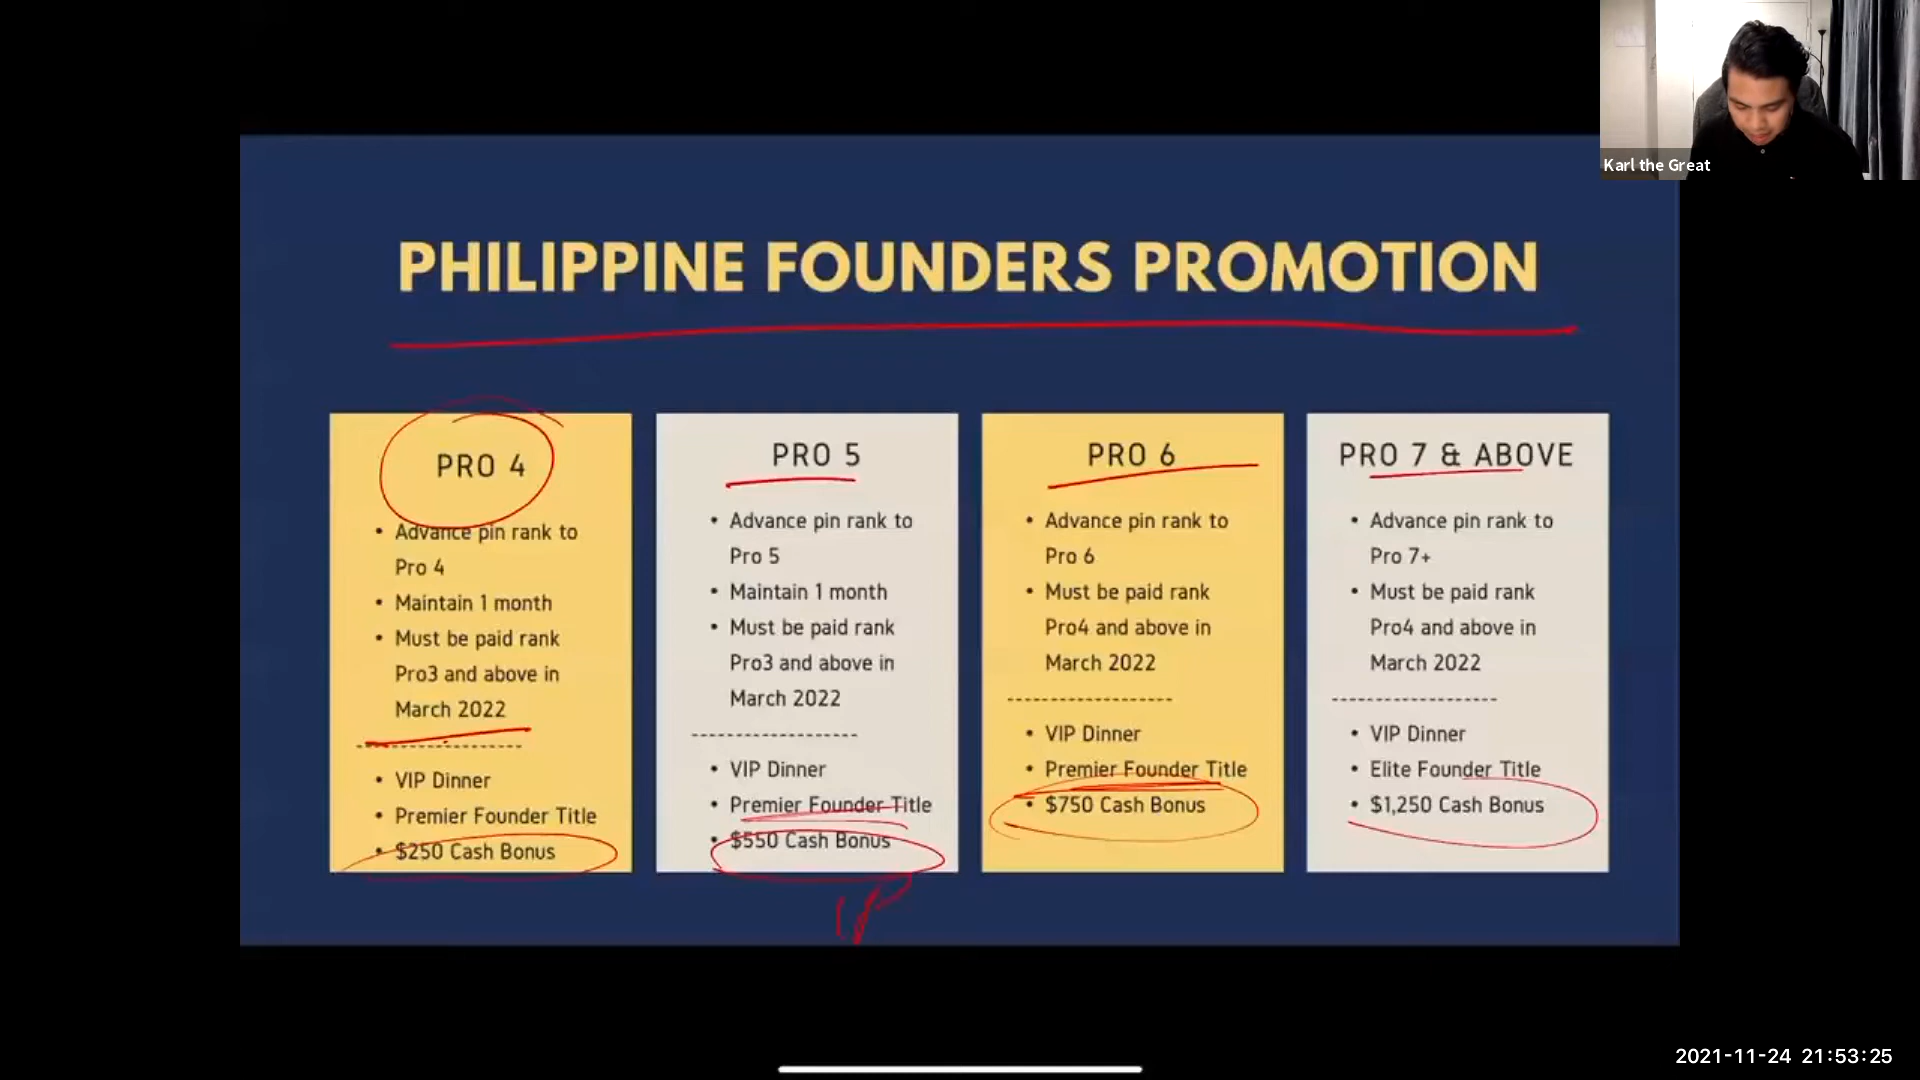 Karl the Great
PHILIPPINE FOUNDERS PROMOTION
PRO 4
• Advance pin rank to
Pro 4
• Maintain 1 month
• Must be paid rank
Pro3 and above in
March 2022
--------------------
• VIP Dinner
• Premier Founder Title
• $250 Cash Bonus
PRO 5
• Advance pin rank to
Pro 5
• Maintain 1 month
• Must be paid rank
Pro3 and above in
March 2022
--------------------
• VIP Dinner
• Premier Founder Title
• $550 Cash Bonus
PRO 6
• Advance pin rank to
Pro 6
• Must be paid rank
Pro4 and above in
March 2022
--------------------
• VIP Dinner
• Premier Founder Title
• $750 Cash Bonus
PRO 7 & ABOVE
• Advance pin rank to
Pro 7+
• Must be paid rank
Pro4 and above in
March 2022
--------------------
• VIP Dinner
• Elite Founder Title
• $1,250 Cash Bonus
2021-11-24 21:53:25